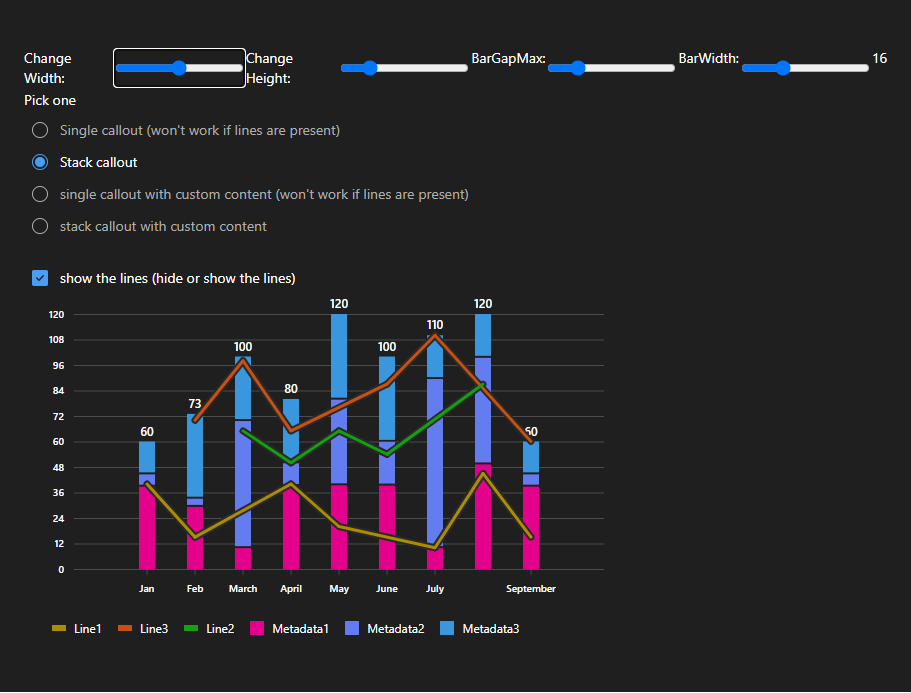 Change Width:
Change Height:
BarGapMax:
BarWidth:
16
Pick one
Single callout (won't work if lines are present)
Stack callout
single callout with custom content (won't work if lines are present)
stack callout with custom content
show the lines (hide or show the lines)
120
108
96
84
72
60
48
36
24
12
0
60
73
100
80
120
100
110
120
60
Jan
Feb
March
April
May
June
July
September
Line1
Line3
Line2
Metadata1
Metadata2
Metadata3